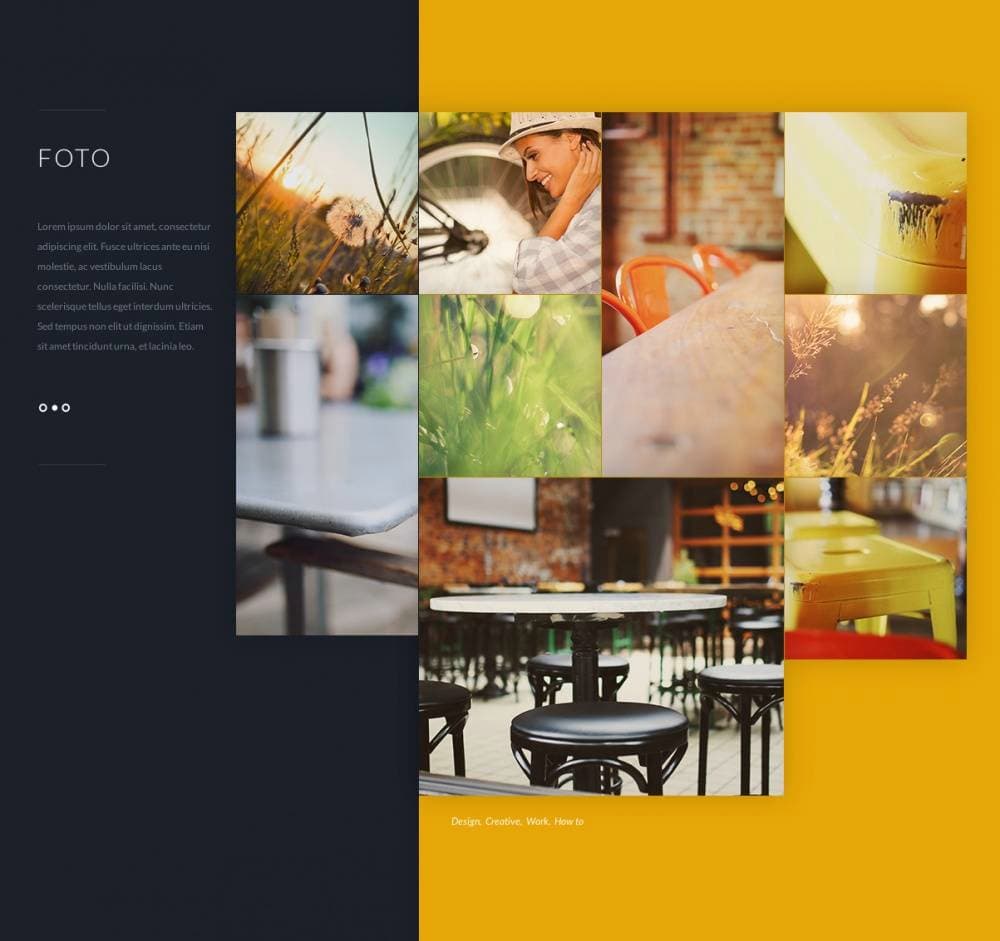 FOTO
Lorem ipsum dolor sit amet, consectetur
adipiscing elit. Fusce ultrices ante eu nisi
molestie, ac vestibulum lacus
consectetur. Nulla facilisi. Nunc
scelerisque tellus eget interdum ultricies.
Sed tempus non elit ut dignissim. Etiam
sit amet tincidunt urna, et lacinia leo.
Design, Creative, Work, How to